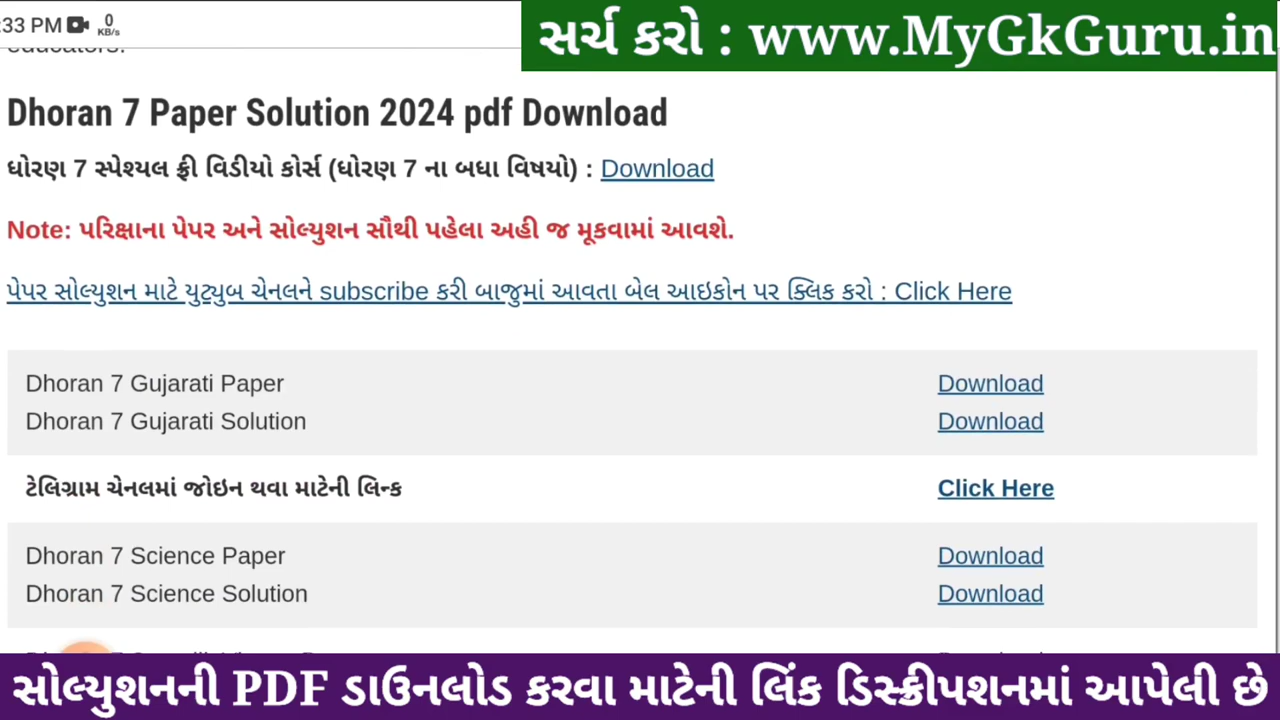 :33 PM 0 KB/s
સર્ચ કરો : www.MyGkGuru.in
educators.
Dhoran 7 Paper Solution 2024 pdf Download
ધોરણ 7 સ્પેશ્યલ ફ્રી વિડીયો કોર્સ (ધોરણ 7 ના બધા વિષયો) : Download
Note: પરિક્ષાના પેપર અને સોલ્યુશન સૌથી પહેલા અહી જ મૂકવામાં આવશે.
પેપર સોલ્યુશન માટે યુટ્યુબ ચેનલને subscribe કરી બાજુમાં આવતા બેલ આઇકોન પર ક્લિક કરો : Click Here
Dhoran 7 Gujarati Paper Download
Dhoran 7 Gujarati Solution Download
ટેલિગ્રામ ચેનલમાં જોઇન થવા માટેની લિન્ક Click Here
Dhoran 7 Science Paper Download
Dhoran 7 Science Solution Download
સોલ્યુશનની PDF ડાઉનલોડ કરવા માટેની લિંક ડિસ્ક્રીપશનમાં આપેલી છે